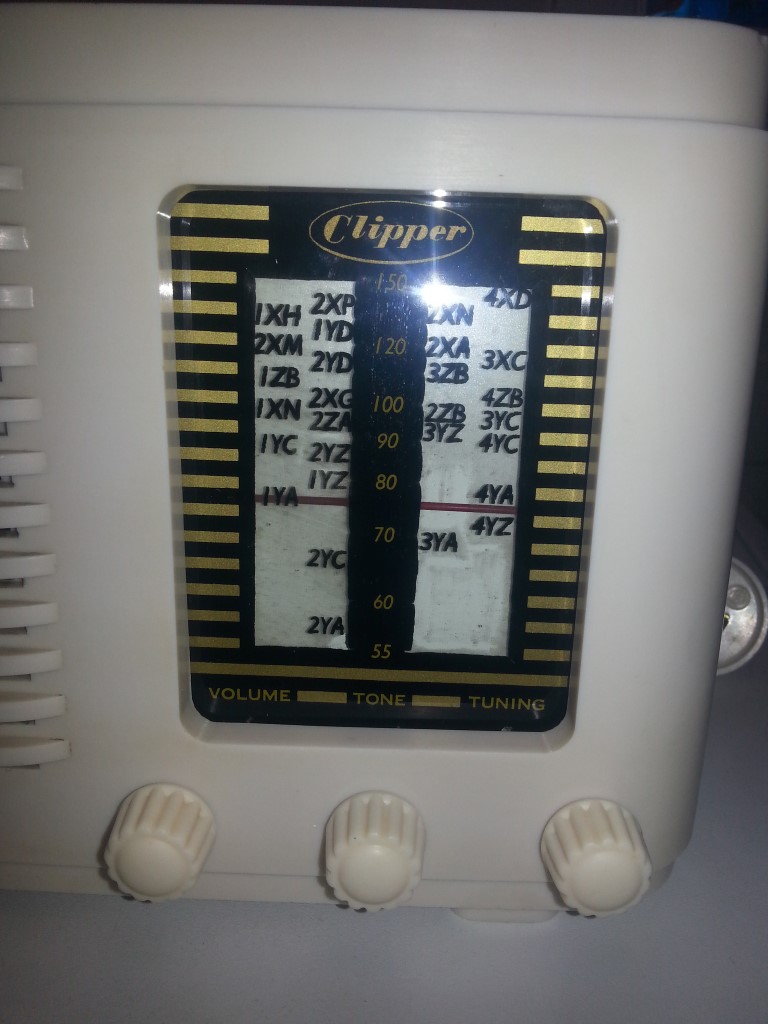 Clipper
150
2XP 4XD
1XH 2XN
1YD
2XM 120 2XA
2YD 3XC
1ZB 3ZB
2XG 4ZB
1XN 100 2ZB
2ZA 3YC
3YZ
1YC 90 4YC
2YZ
1YZ 80
1YA 4YA
70 4YZ
3YA
2YC
60
2YA
55
VOLUME TONE TUNING